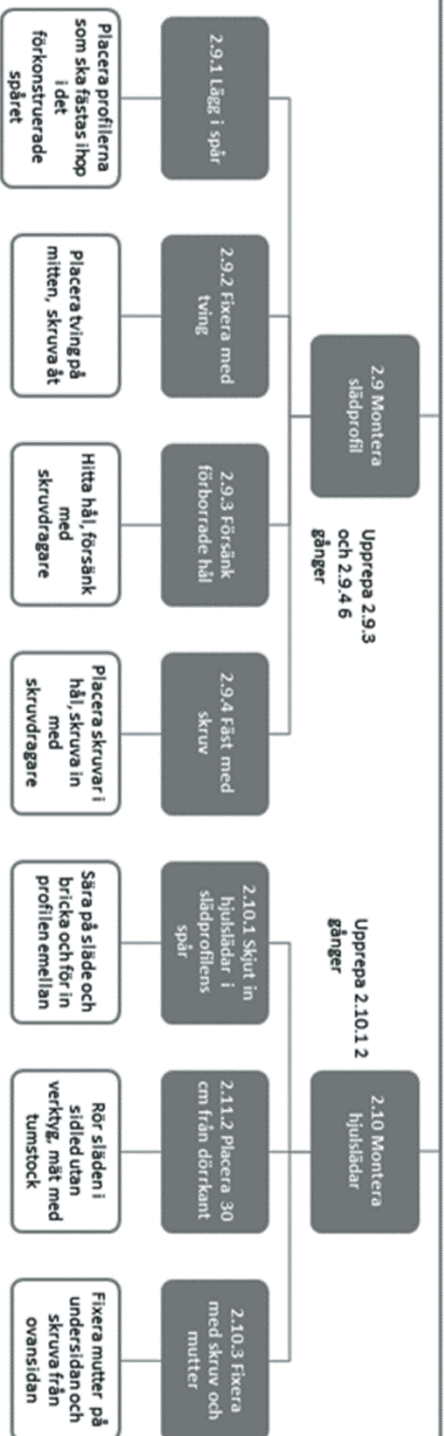 2.9 Montera
slädprofil
Upprepa 2.9.3
och 2.9.4 6
gånger
2.9.1 Lägg i spår
Placera profilerna
som ska fästas ihop
i det
förkonstruerade
spåret
2.9.2 Fixera med
tving
Placera tving på
mitten, skruva åt
2.9.3 Försänk
förborrade hål
Hitta hål, försänk
med
skruvdragare
2.9.4 Fäst med
skruv
Placera skruvar i
hål, skruva in
med
skruvdragare
Upprepa 2.10.1 2
gånger
2.10 Montera
hjulslädar
2.10.1 Skjut in
hjulslädar i
slädprofilens
spår
Sära på släde och
bricka och för in
profilen emellan
2.11.2 Placera 30
cm från dörrkant
Rör släden i
sidled utan
verktyg, mät med
tumstock
2.10.3 Fixera
med skruv och
mutter
Fixera mutter på
undersidan och
skruva från
ovansidan